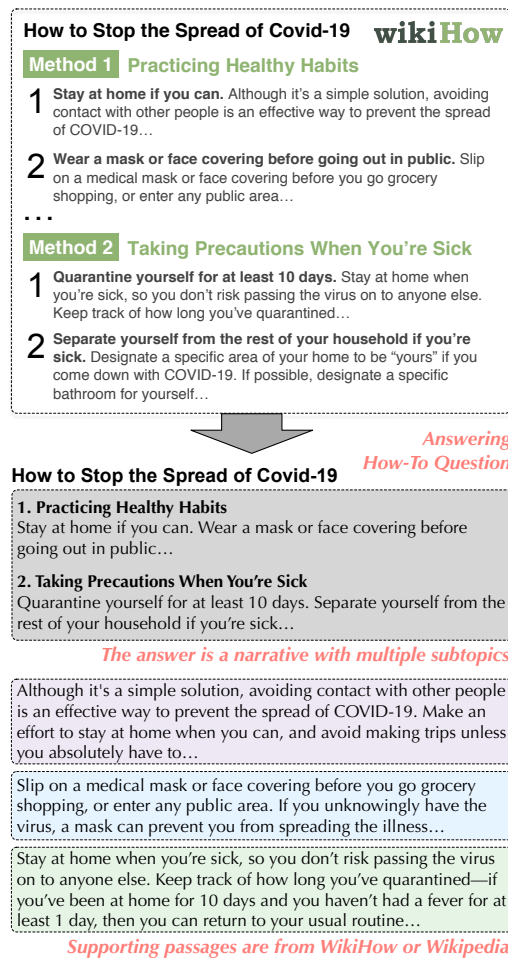 How to Stop the Spread of Covid-19 wikiHow
Method 1 Practicing Healthy Habits
1 Stay at home if you can. Although it's a simple solution, avoiding
contact with other people is an effective way to prevent the spread
of COVID-19…
2 Wear a mask or face covering before going out in public. Slip
on a medical mask or face covering before you go grocery
shopping, or enter any public area…
...
Method 2 Taking Precautions When You're Sick
1 Quarantine yourself for at least 10 days. Stay at home when
you're sick, so you don't risk passing the virus on to anyone else.
Keep track of how long you've quarantined…
2 Separate yourself from the rest of your household if you're
sick. Designate a specific area of your home to be “yours” if you
come down with COVID-19. If possible, designate a specific
bathroom for yourself…
Answering
How-To Question
How to Stop the Spread of Covid-19
1. Practicing Healthy Habits
Stay at home if you can. Wear a mask or face covering before
going out in public…
2. Taking Precautions When You're Sick
Quarantine yourself for at least 10 days. Separate yourself from the
rest of your household if you're sick…
The answer is a narrative with multiple subtopics
Although it's a simple solution, avoiding contact with other people
is an effective way to prevent the spread of COVID-19. Make an
effort to stay at home when you can, and avoid making trips unless
you absolutely have to…
Slip on a medical mask or face covering before you go grocery
shopping, or enter any public area. If you unknowingly have the
virus, a mask can prevent you from spreading the illness…
Stay at home when you're sick, so you don't risk passing the virus
on to anyone else. Keep track of how long you've quarantined—if
you've been at home for 10 days and you haven't had a fever for at
least 1 day, then you can return to your usual routine…
Supporting passages are from WikiHow or Wikipedia